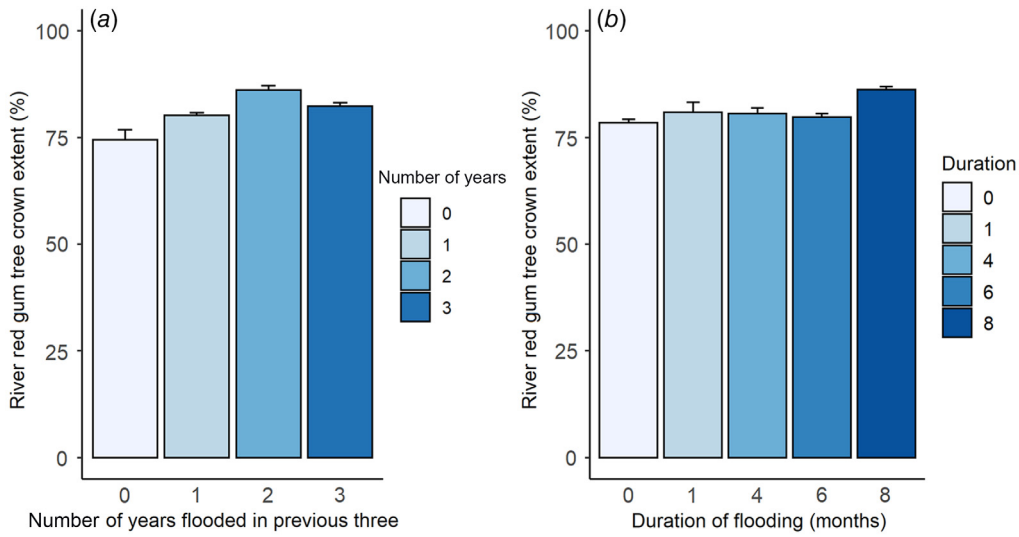 (a)
River red gum tree crown extent (%)
100
75
50
25
0
0 1 2 3
Number of years flooded in previous three
Number of years
0
1
2
3
(b)
River red gum tree crown extent (%)
100
75
50
25
0
0 1 4 6 8
Duration of flooding (months)
Duration
0
1
4
6
8